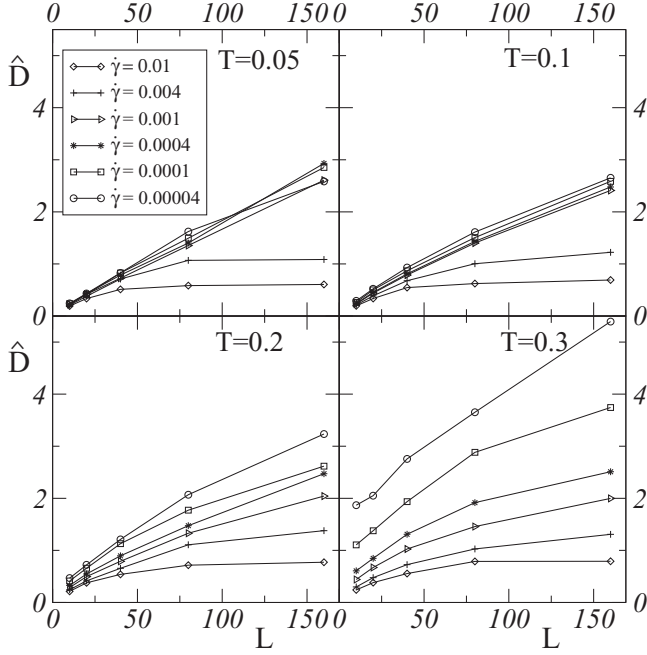 0 50 100 150 0 50 100 150
D̂
T=0.05
T=0.1
γ̇ = 0.01
γ̇ = 0.004
γ̇ = 0.001
γ̇ = 0.0004
γ̇ = 0.0001
γ̇ = 0.00004
4 4
2 2
0 0
D̂
T=0.2
T=0.3
4 4
2 2
0 0
0 50 100 150 0 50 100 150
L L